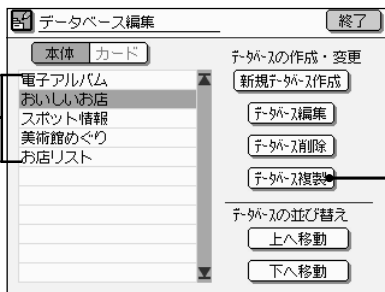 データベース編集
終了
本体 カード
電子アルバム
おいしいお店
スポット情報
美術館めぐり
お店リスト
データベースの作成・変更
新規データベース作成
データベース編集
データベース削除
データベース複製
データベースの並び替え
上へ移動
下へ移動